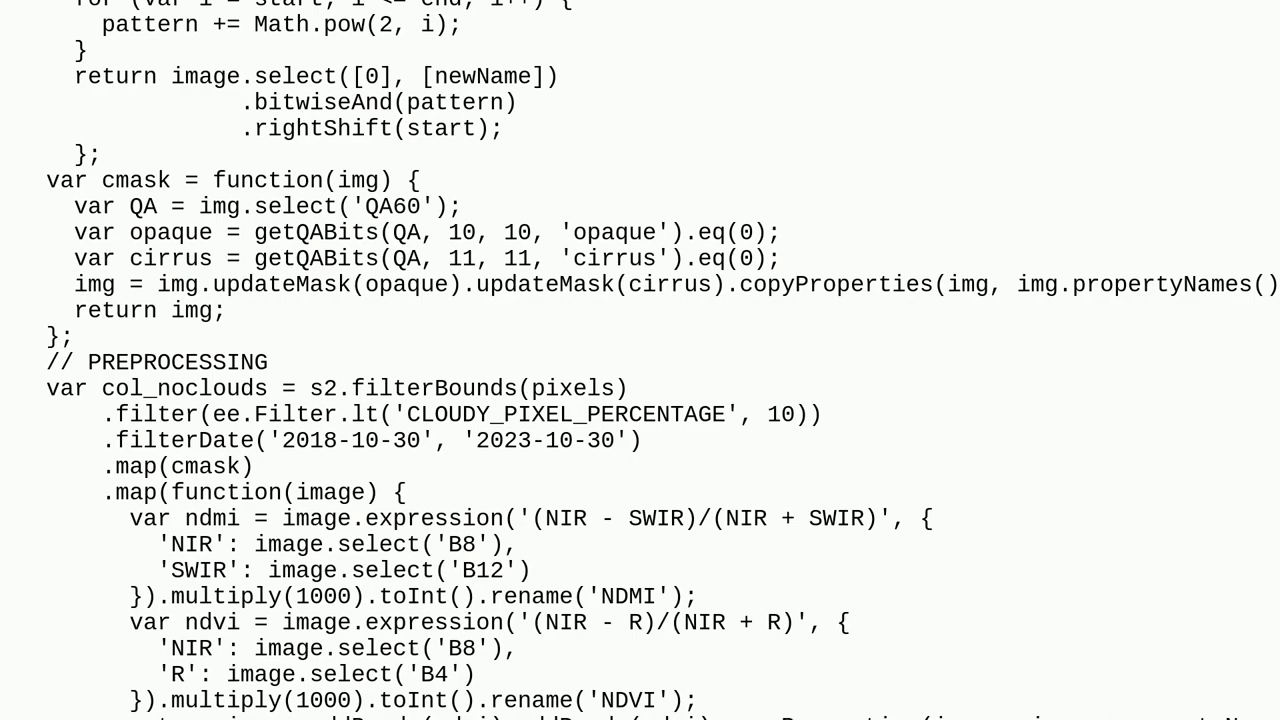 for (var i = start; i <= end; i++) {
pattern += Math.pow(2, i);
}
return image.select([0], [newName])
.bitwiseAnd(pattern)
.rightShift(start);
};
var cmask = function(img) {
var QA = img.select('QA60');
var opaque = getQABits(QA, 10, 10, 'opaque').eq(0);
var cirrus = getQABits(QA, 11, 11, 'cirrus').eq(0);
img = img.updateMask(opaque).updateMask(cirrus).copyProperties(img, img.propertyNames()
return img;
};
// PREPROCESSING
var col_noclouds = s2.filterBounds(pixels)
.filter(ee.Filter.lt('CLOUDY_PIXEL_PERCENTAGE', 10))
.filterDate('2018-10-30', '2023-10-30')
.map(cmask)
.map(function(image) {
var ndmi = image.expression('(NIR - SWIR)/(NIR + SWIR)', {
'NIR': image.select('B8'),
'SWIR': image.select('B12')
}).multiply(1000).toInt().rename('NDMI');
var ndvi = image.expression('(NIR - R)/(NIR + R)', {
'NIR': image.select('B8'),
'R': image.select('B4')
}).multiply(1000).toInt().rename('NDVI');